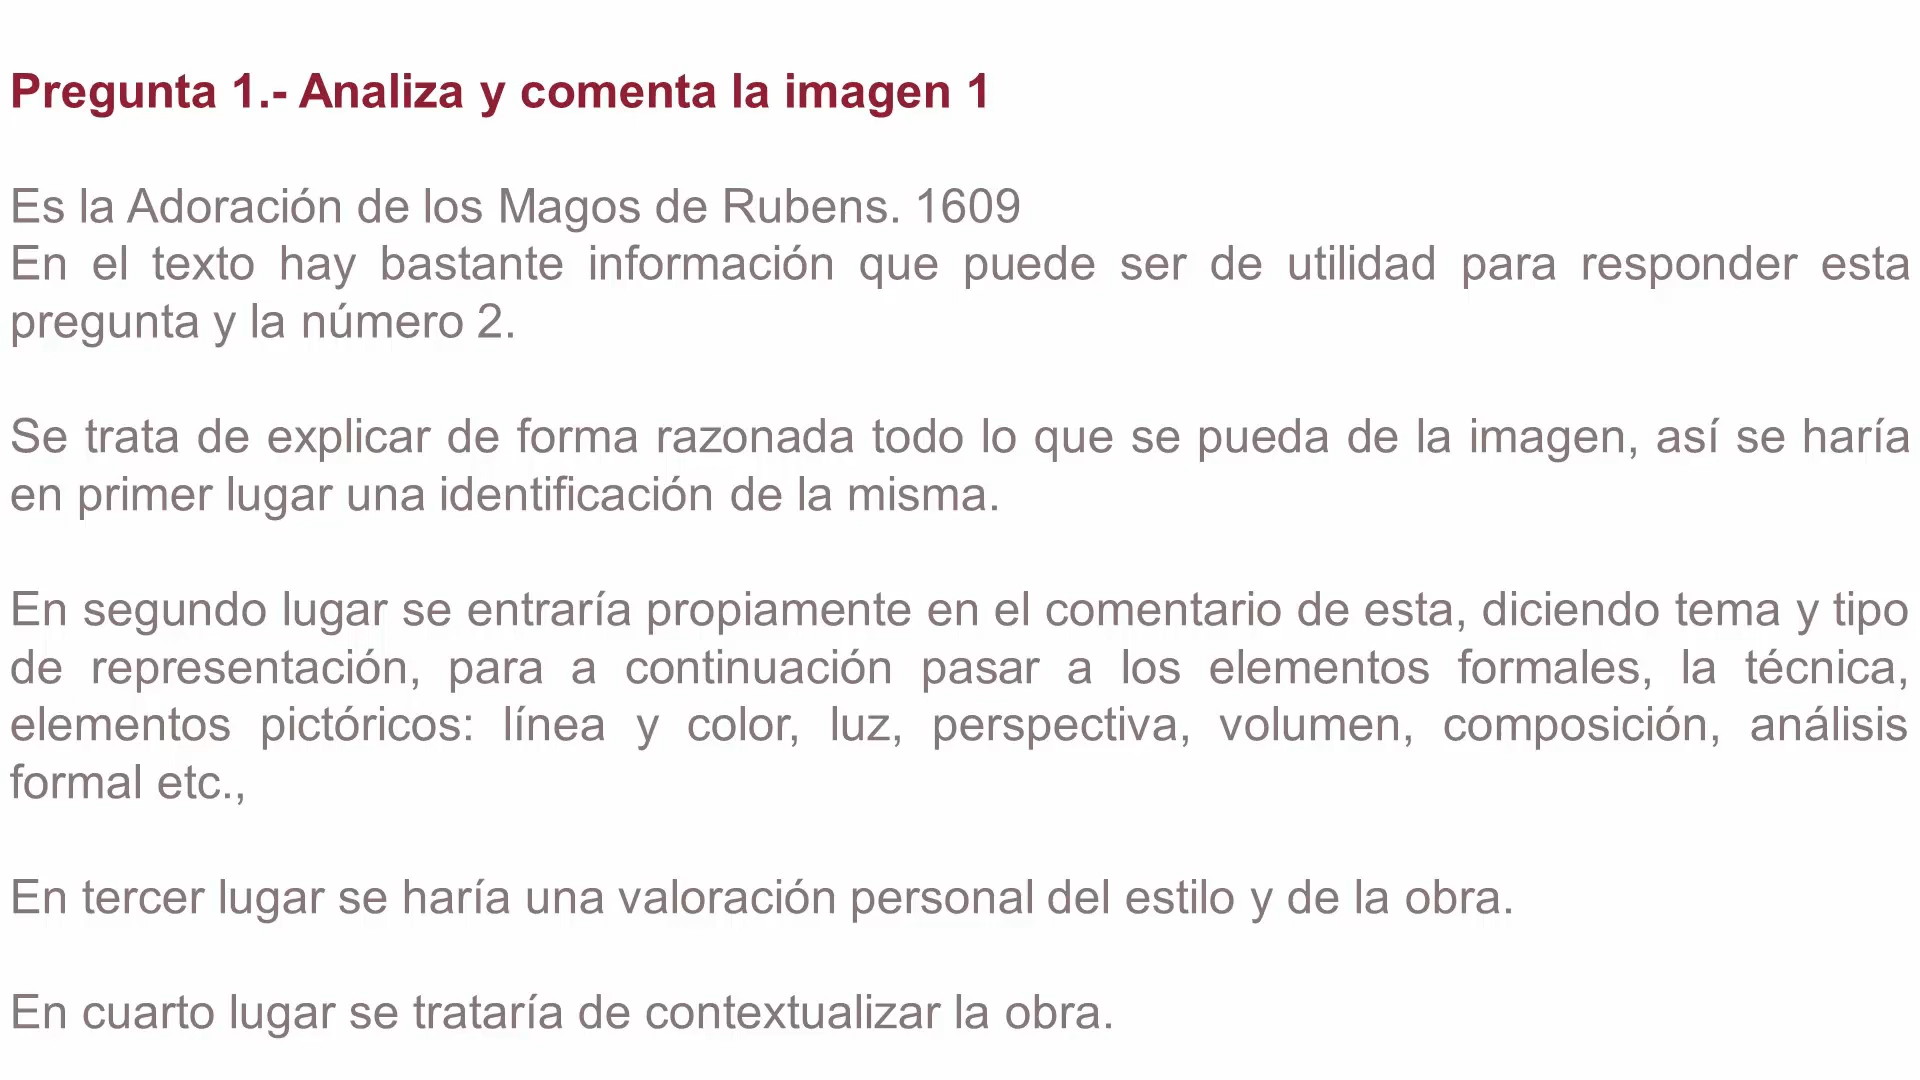 Pregunta 1.- Analiza y comenta la imagen 1
Es la Adoración de los Magos de Rubens. 1609
En el texto hay bastante información que puede ser de utilidad para responder esta
pregunta y la número 2.
Se trata de explicar de forma razonada todo lo que se pueda de la imagen, así se haría
en primer lugar una identificación de la misma.
En segundo lugar se entraría propiamente en el comentario de esta, diciendo tema y tipo
de representación, para a continuación pasar a los elementos formales, la técnica,
elementos pictóricos: línea y color, luz, perspectiva, volumen, composición, análisis
formal etc.,
En tercer lugar se haría una valoración personal del estilo y de la obra.
En cuarto lugar se trataría de contextualizar la obra.